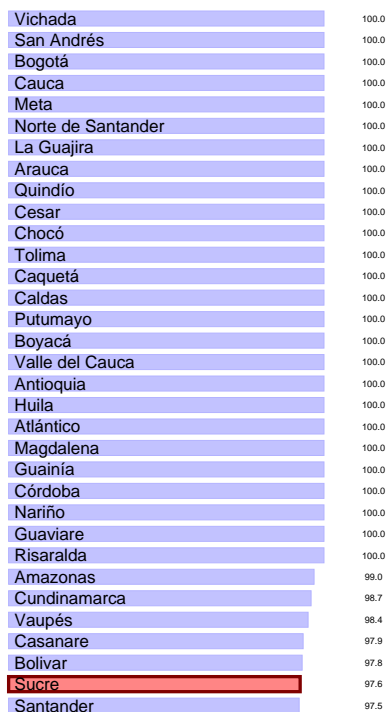 Vichada 100.0
San Andrés 100.0
Bogotá 100.0
Cauca 100.0
Meta 100.0
Norte de Santander 100.0
La Guajira 100.0
Arauca 100.0
Quindío 100.0
Cesar 100.0
Chocó 100.0
Tolima 100.0
Caquetá 100.0
Caldas 100.0
Putumayo 100.0
Boyacá 100.0
Valle del Cauca 100.0
Antioquia 100.0
Huila 100.0
Atlántico 100.0
Magdalena 100.0
Guainía 100.0
Córdoba 100.0
Nariño 100.0
Guaviare 100.0
Risaralda 100.0
Amazonas 99.0
Cundinamarca 98.7
Vaupés 98.4
Casanare 97.9
Bolivar 97.8
Sucre 97.6
Santander 97.5